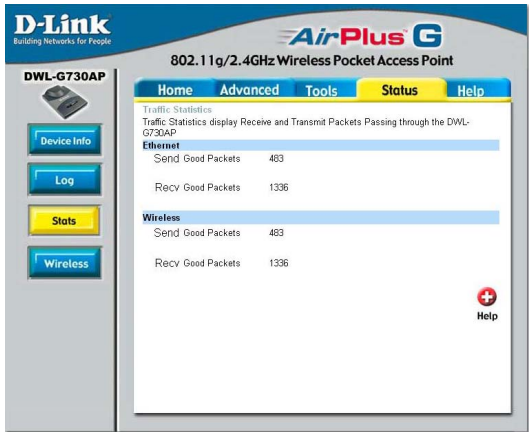 D-Link
Building Networks for People
AirPlus G
802.11g/2.4GHz Wireless Pocket Access Point
DWL-G730AP
Home Advanced Tools Status Help
Device Info
Log
Stats
Wireless
Traffic Statistics
Traffic Statistics display Receive and Transmit Packets Passing through the DWL-
G730AP
Ethernet
Send Good Packets 483
Recv Good Packets 1336
Wireless
Send Good Packets 483
Recv Good Packets 1336
Help